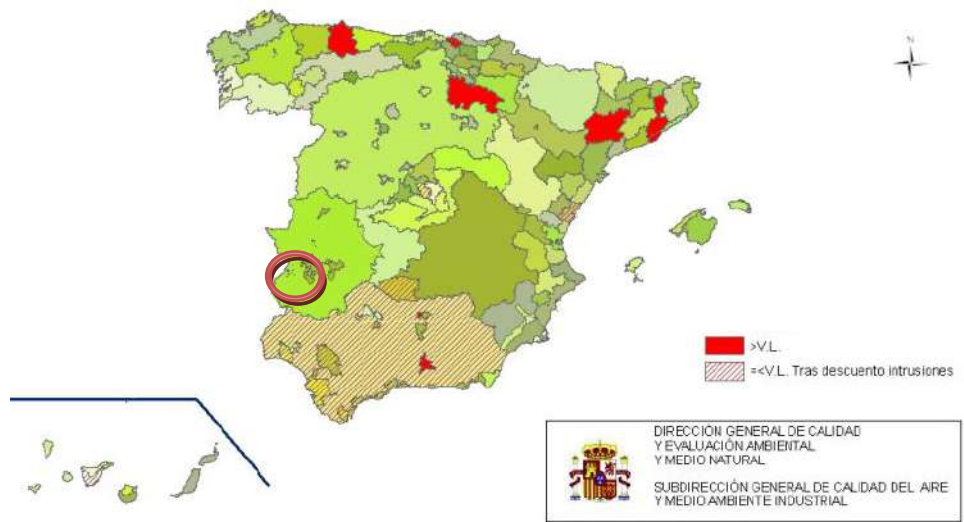 N
>V.L.
=<V.L. Tras descuento intrusiones
DIRECCIÓN GENERAL DE CALIDAD
Y EVALUACIÓN AMBIENTAL
Y MEDIO NATURAL
SUBDIRECCIÓN GENERAL DE CALIDAD DEL AIRE
Y MEDIO AMBIENTE INDUSTRIAL